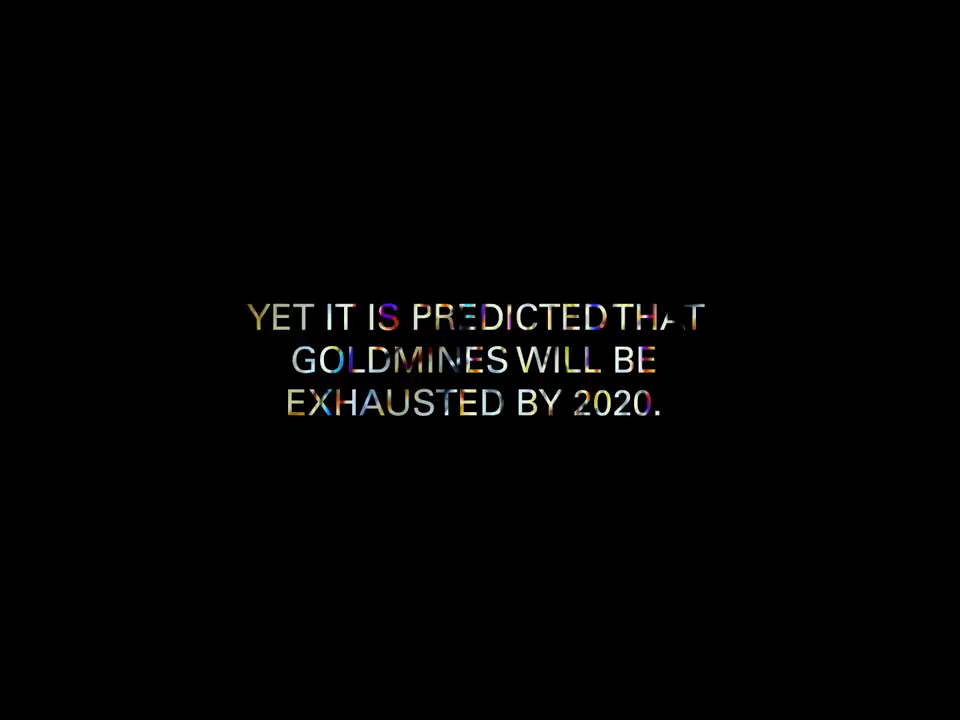 YET IT IS PREDICTED THAT
GOLDMINES WILL BE
EXHAUSTED BY 2020.